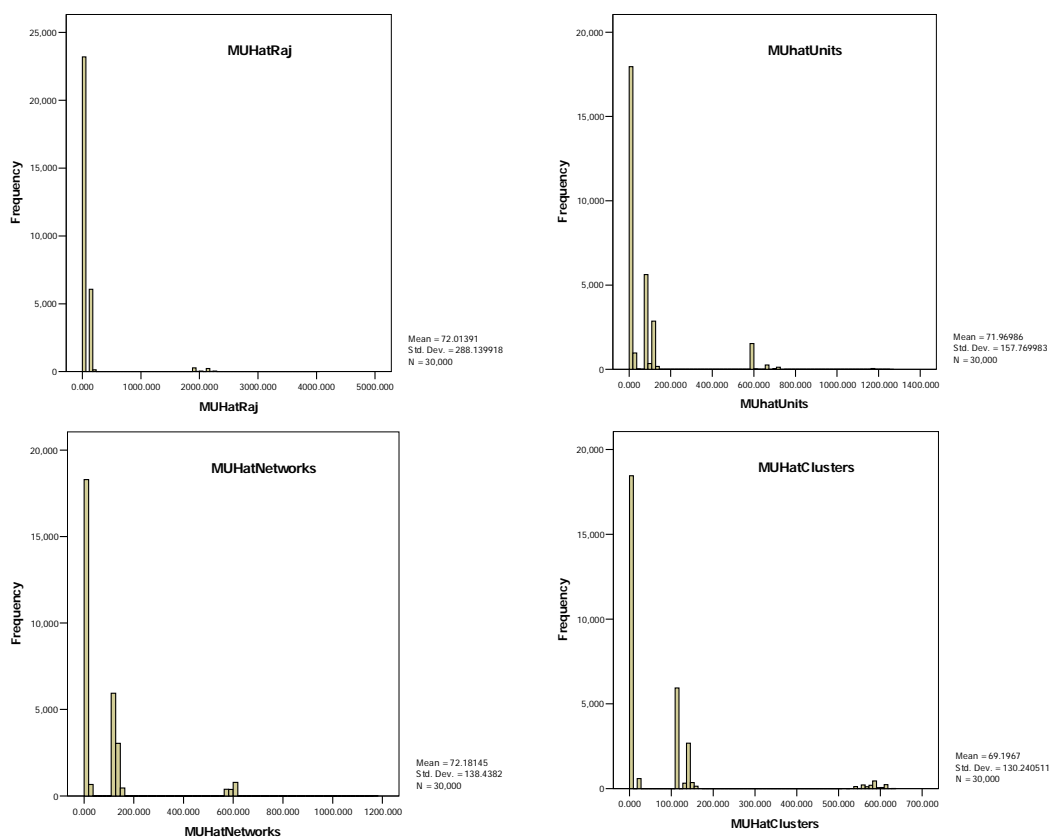 MUHatRaj
25,000
20,000
15,000
10,000
5,000
0
Frequency
0.000 1000.000 2000.000 3000.000 4000.000 5000.000
MUHatRaj
Mean = 72.01391
Std. Dev. = 288.139918
N = 30,000
MUhatUnits
20,000
15,000
10,000
5,000
0
Frequency
0.000 200.000 400.000 600.000 800.000 1000.000 1200.000 1400.000
MUhatUnits
Mean = 71.96986
Std. Dev. = 157.769983
N = 30,000
MUHatNetworks
20,000
15,000
10,000
5,000
0
Frequency
0.000 200.000 400.000 600.000 800.000 1000.000 1200.000
MUHatNetworks
Mean = 72.18145
Std. Dev. = 138.4382
N = 30,000
MUHatClusters
20,000
15,000
10,000
5,000
0
Frequency
0.000 100.000 200.000 300.000 400.000 500.000 600.000 700.000
MUHatClusters
Mean = 69.1967
Std. Dev. = 130.240511
N = 30,000